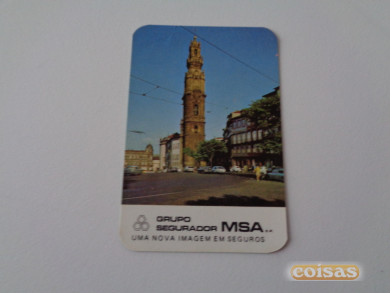 GRUPO
SEGURADOR MSA
UMA NOVA IMAGEM EM SEGUROS
coisas